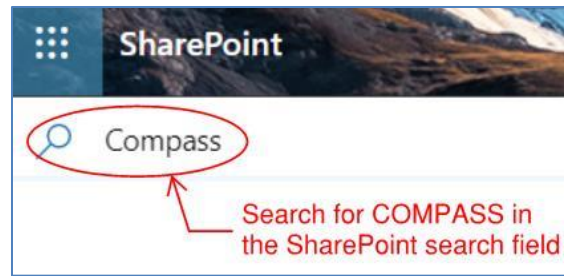 SharePoint
Compass
Search for COMPASS in
the SharePoint search field